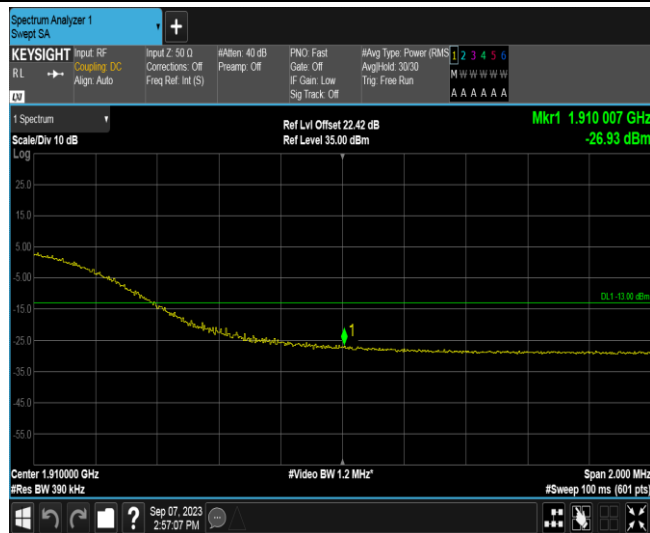 Spectrum Analyzer 1
Swept SA
+
KEYSIGHT
RL
LXI
Input: RF
Coupling: DC
Align: Auto
Input Z: 50 Ω
Corrections: Off
Freq Ref: Int (S)
#Atten: 40 dB
Preamp: Off
PNO: Fast
Gate: Off
IF Gain: Low
Sig Track: Off
#Avg Type: Power (RMS
Avg|Hold: 30/30
Trig: Free Run
1 2 3 4 5 6
M W W W W W
A A A A A A
1 Spectrum
Scale/Div 10 dB
Log
Ref Lvl Offset 22.42 dB
Ref Level 35.00 dBm
Mkr1 1.910 007 GHz
-26.93 dBm
25.0
15.0
5.00
-5.00
DL1 -13.00 dBm
-15.0
1
-25.0
-35.0
-45.0
-55.0
Center 1.910000 GHz
#Video BW 1.2 MHz*
Span 2.000 MHz
#Res BW 390 kHz
#Sweep 100 ms (601 pts)
?
Sep 07, 2023
2:57:07 PM